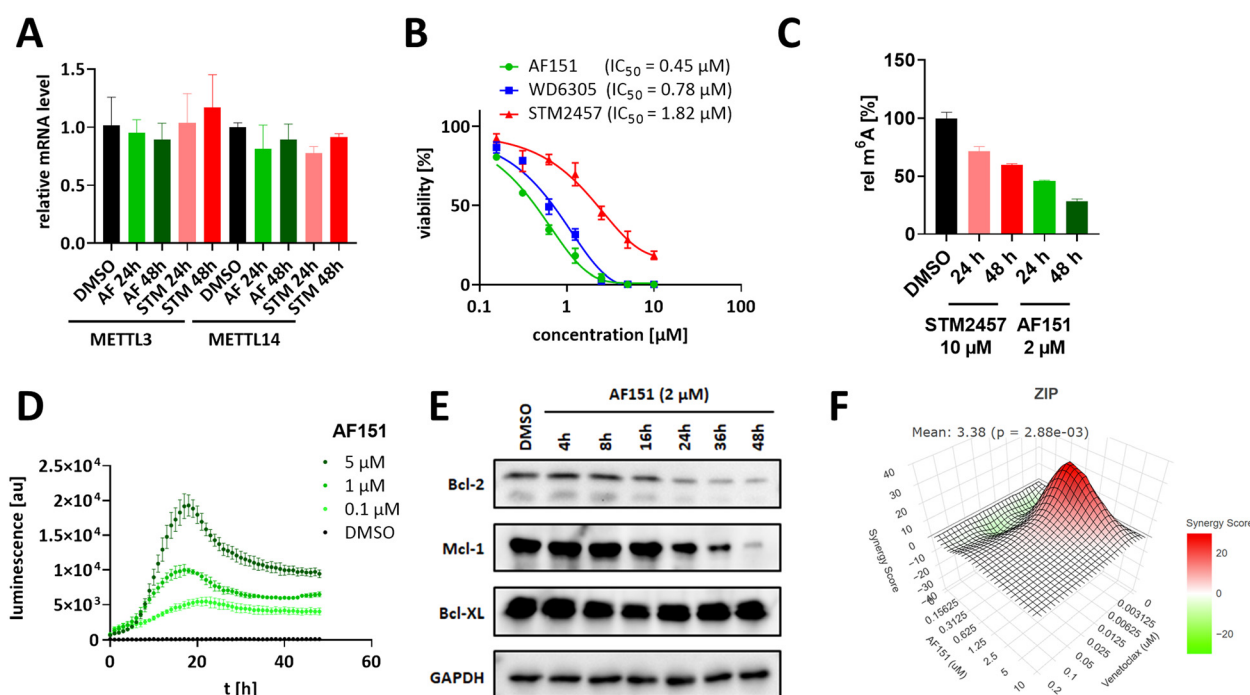 A
relative mRNA level
1.5
1.0
0.5
0.0
DMSO
AF 24h
AF 48h
STM 24h
STM 48h
DMSO
AF 24h
AF 48h
STM 24h
STM 48h
METTL3
METTL14
B
AF151 (IC50 = 0.45 µM)
WD6305 (IC50 = 0.78 µM)
STM2457 (IC50 = 1.82 µM)
viability [%]
100
50
0
0.1
1
10
100
concentration [µM]
C
rel m⁶A [%]
150
100
50
0
DMSO
24 h
48 h
24 h
48 h
STM2457
10 µM
AF151
2 µM
D
AF151
5 µM
1 µM
0.1 µM
DMSO
luminescence [au]
2.5×10⁴
2×10⁴
1.5×10⁴
1×10⁴
5×10³
0
0
20
40
60
t [h]
E
AF151 (2 µM)
DMSO
4h
8h
16h
24h
36h
48h
Bcl-2
Mcl-1
Bcl-XL
GAPDH
F
ZIP
Mean: 3.38 (p = 2.88e-03)
Synergy Score
40
30
20
10
0
−10
−20
−30
−40
0
0.15625
0.3125
0.625
1.25
2.5
5
10
AF151 (uM)
0
0.003125
0.00625
0.0125
0.025
0.05
0.1
0.2
Venetoclax (uM)
Synergy Score
20
0
−20